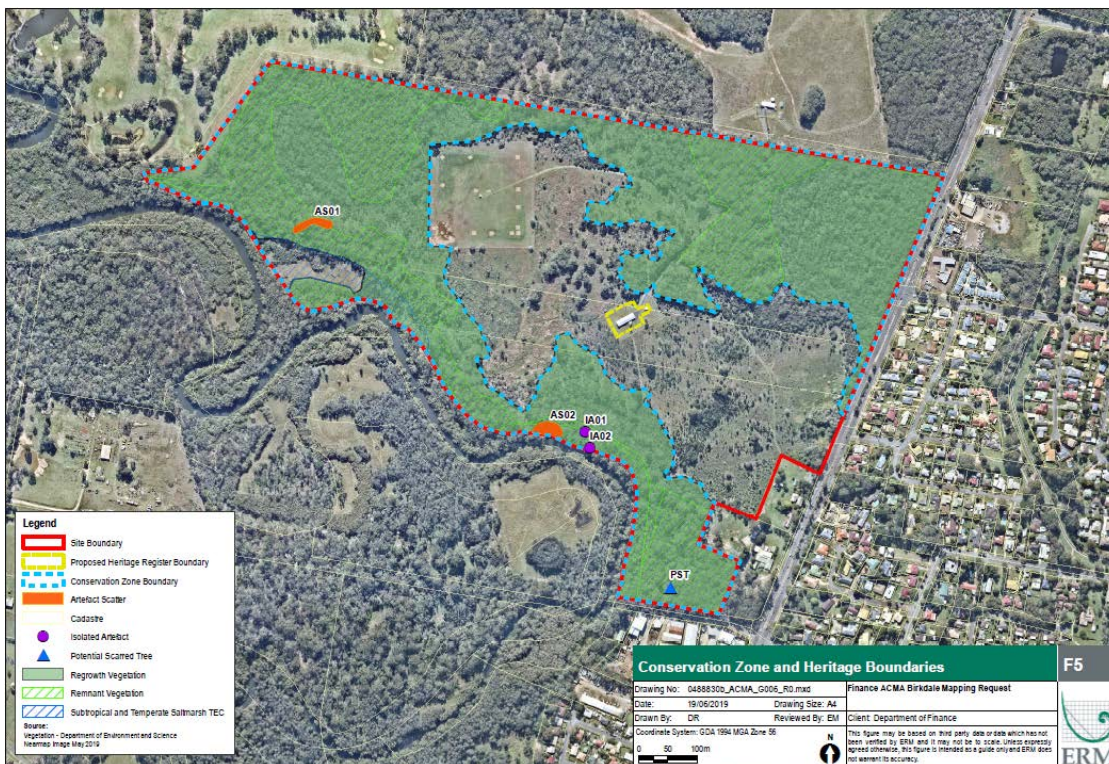 AS01
AS02
IA01
IA02
PST
Legend
Site Boundary
Proposed Heritage Register Boundary
Conservation Zone Boundary
Artefact Scatter
Cadastre
Isolated Artefact
Potential Scarred Tree
Regrowth Vegetation
Remnant Vegetation
Subtropical and Temperate Saltmarsh TEC
Source:
Vegetation - Department of Environment and Science
Nearmap Image May 2019
Conservation Zone and Heritage Boundaries
F5
Drawing No: 0488830b_ACMA_G006_R0.mxd
Finance ACMA Birkdale Mapping Request
Date: 19/06/2019 Drawing Size: A4
Drawn By: DR Reviewed By: EM
Client: Department of Finance
Coordinate System: GDA 1994 MGA Zone 56
N
0 50 100m
This figure may be based on third party data or data which has not
been verified by ERM and it may not be to scale. Unless expressly
agreed otherwise, this figure is intended as a guide only and ERM does
not warrant its accuracy.
ERM